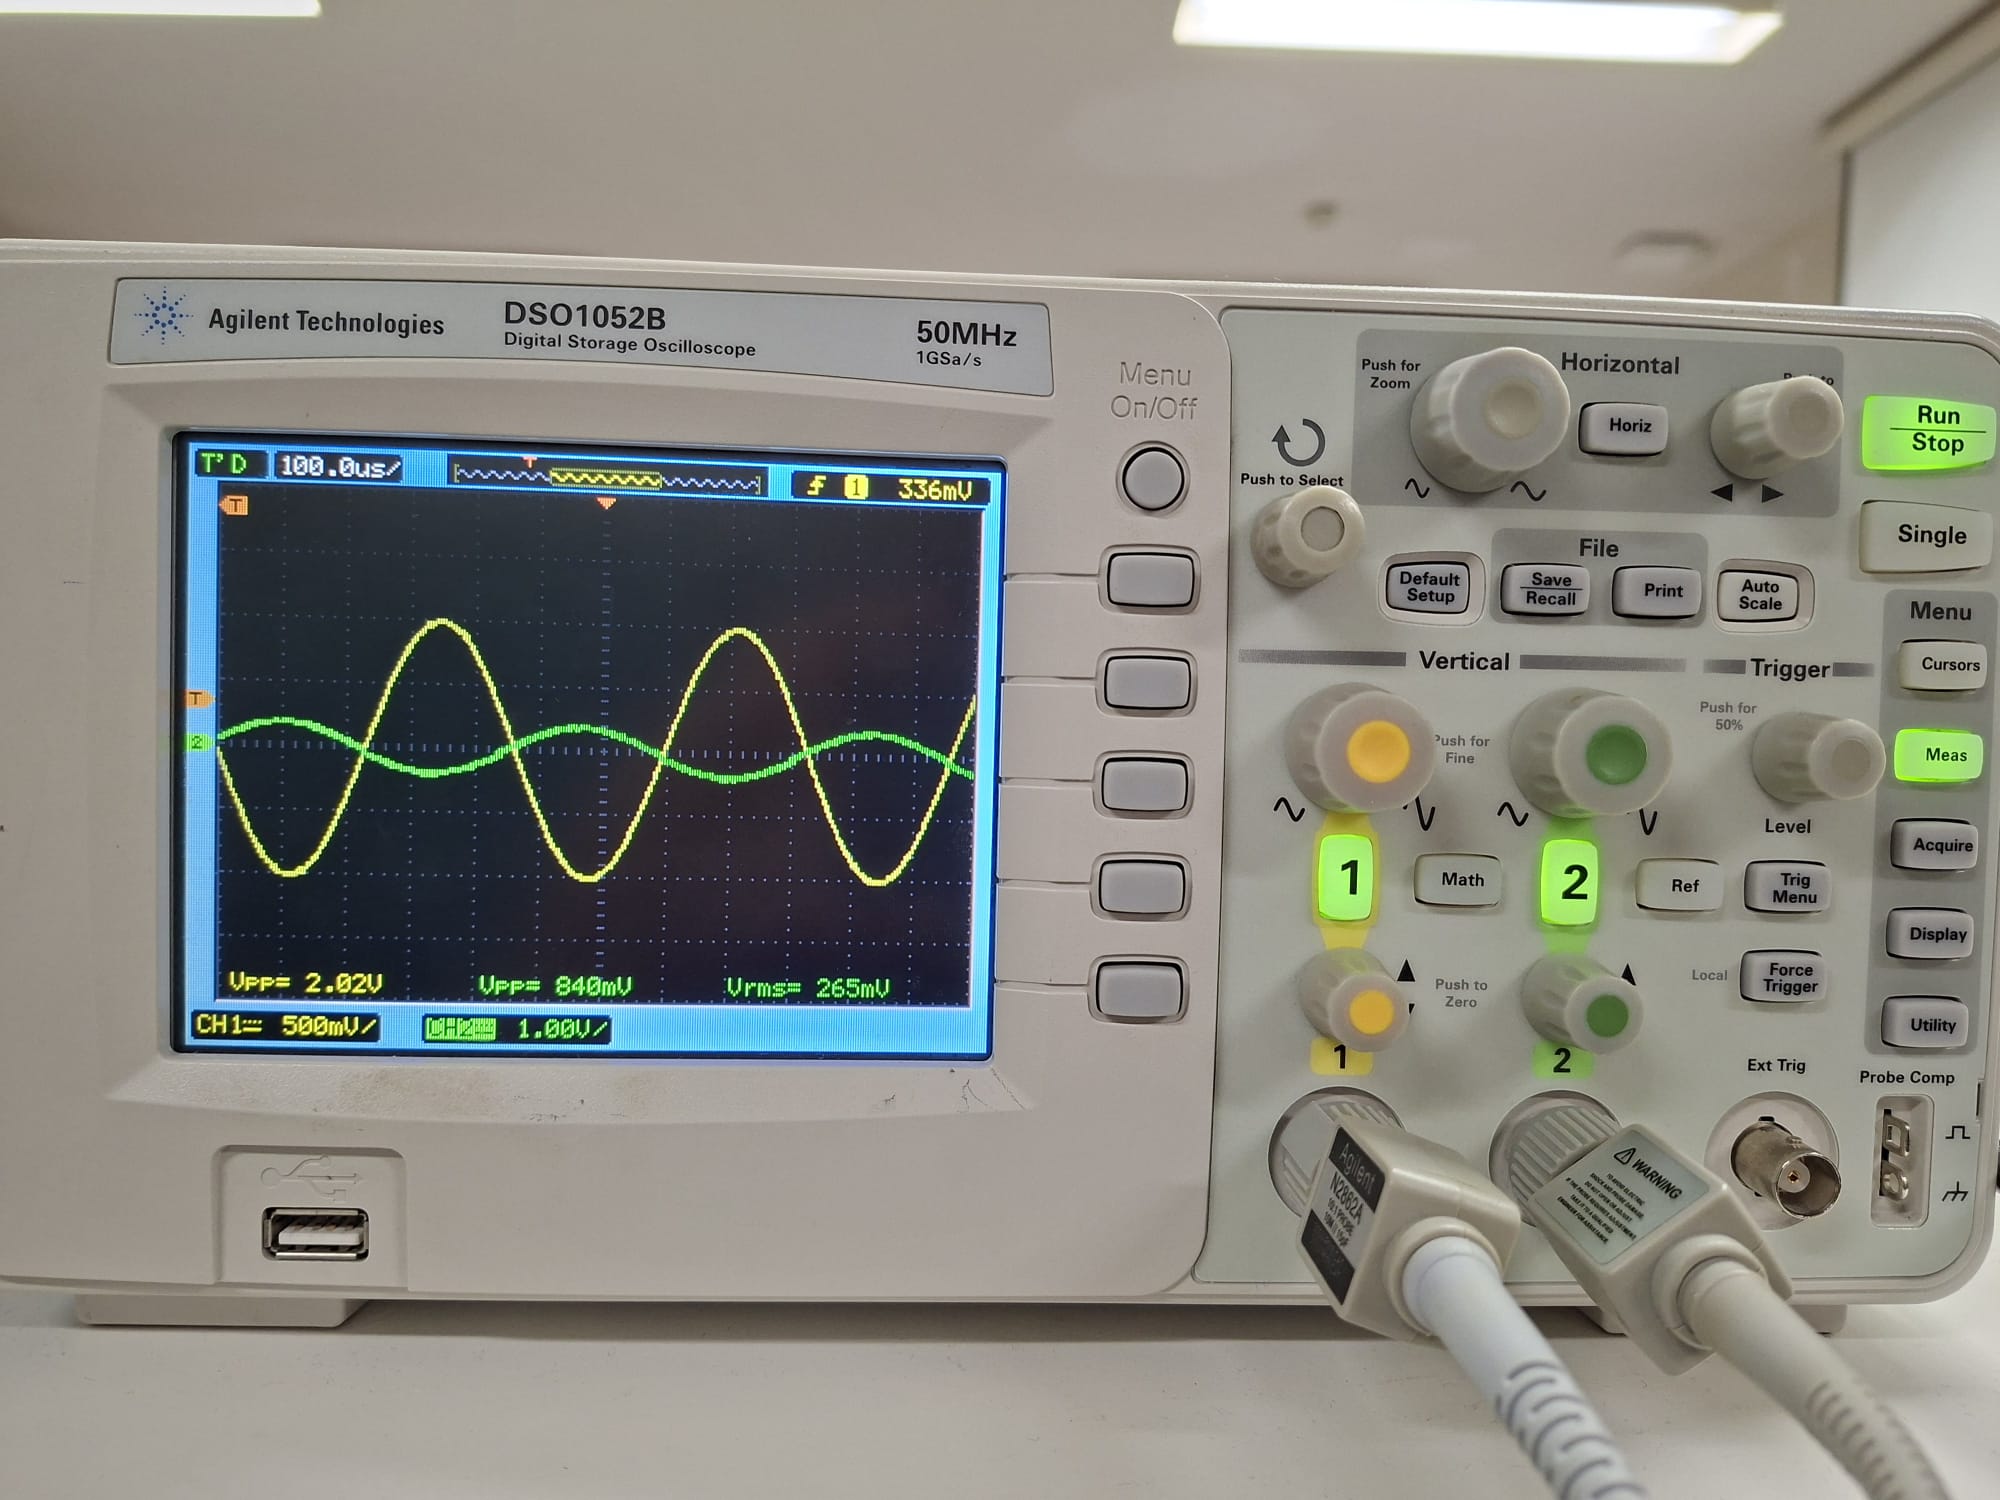 Agilent Technologies
DSO1052B
Digital Storage Oscilloscope
50MHz
1GSa/s
Menu
On/Off
T'D
100.0us/
T
1
336mV
T
T
2
Vpp= 2.02V
Vpp= 840mV
Vrms= 265mV
CH1
500mV/
1.00V/
Push to Select
Push for
Zoom
Horizontal
Horiz
to
Run
Stop
Single
Default
Setup
File
Save
Recall
Print
Auto
Scale
Vertical
Trigger
Menu
Cursors
Push for
Fine
Push for
50%
Meas
Level
1
Math
2
Ref
Trig
Menu
Acquire
Display
Push to
Zero
Local
Force
Trigger
Utility
1
2
Ext Trig
Probe Comp
Agilent
N2862A
WARNING